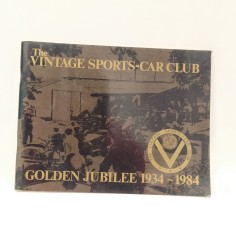 The
VINTAGE SPORTS-CAR CLUB
GOLDEN JUBILEE 1934-1984